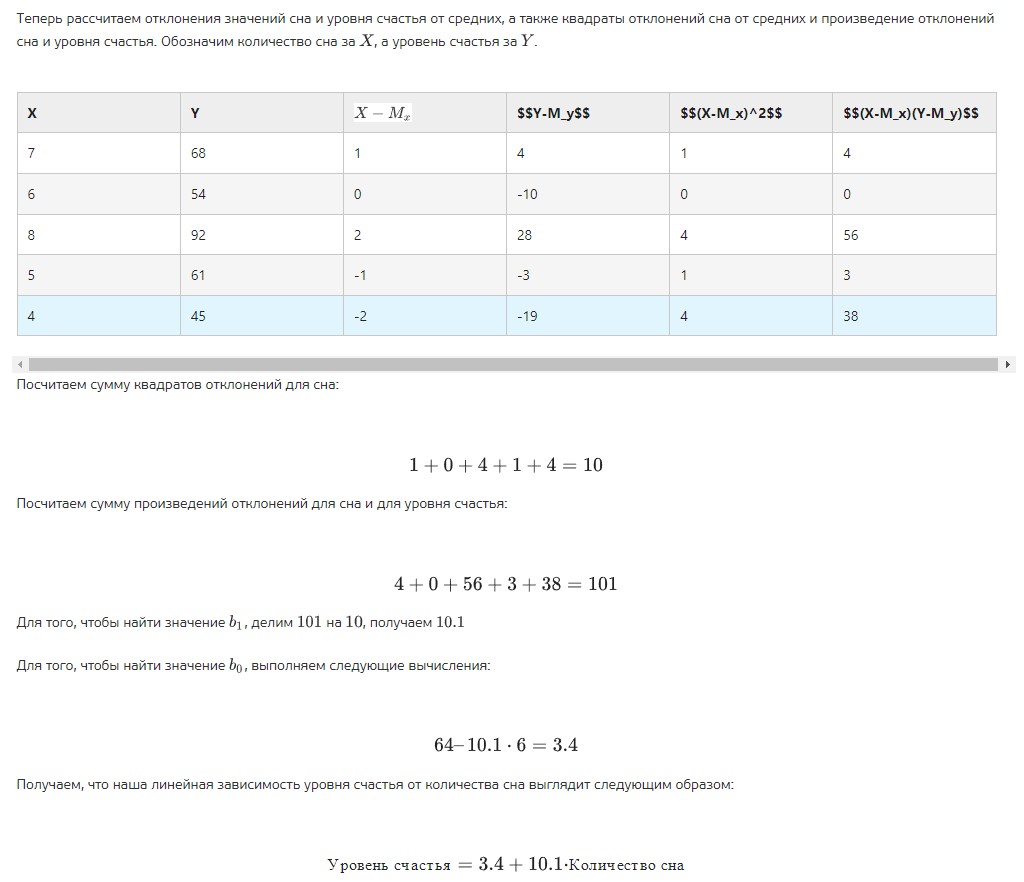 Теперь рассчитаем отклонения значений сна и уровня счастья от средних, а также квадраты отклонений сна от средних и произведение отклонений
сна и уровня счастья. Обозначим количество сна за X, а уровень счастья за Y.
X Y X − Mₓ $$Y-M_y$$ $$(X-M_x)^2$$ $$(X-M_x)(Y-M_y)$$
7 68 1 4 1 4
6 54 0 -10 0 0
8 92 2 28 4 56
5 61 -1 -3 1 3
4 45 -2 -19 4 38
Посчитаем сумму квадратов отклонений для сна:
1 + 0 + 4 + 1 + 4 = 10
Посчитаем сумму произведений отклонений для сна и для уровня счастья:
4 + 0 + 56 + 3 + 38 = 101
Для того, чтобы найти значение b₁, делим 101 на 10, получаем 10.1
Для того, чтобы найти значение b₀, выполняем следующие вычисления:
64–10.1 · 6 = 3.4
Получаем, что наша линейная зависимость уровня счастья от количества сна выглядит следующим образом:
Уровень счастья = 3.4 + 10.1·Количество сна